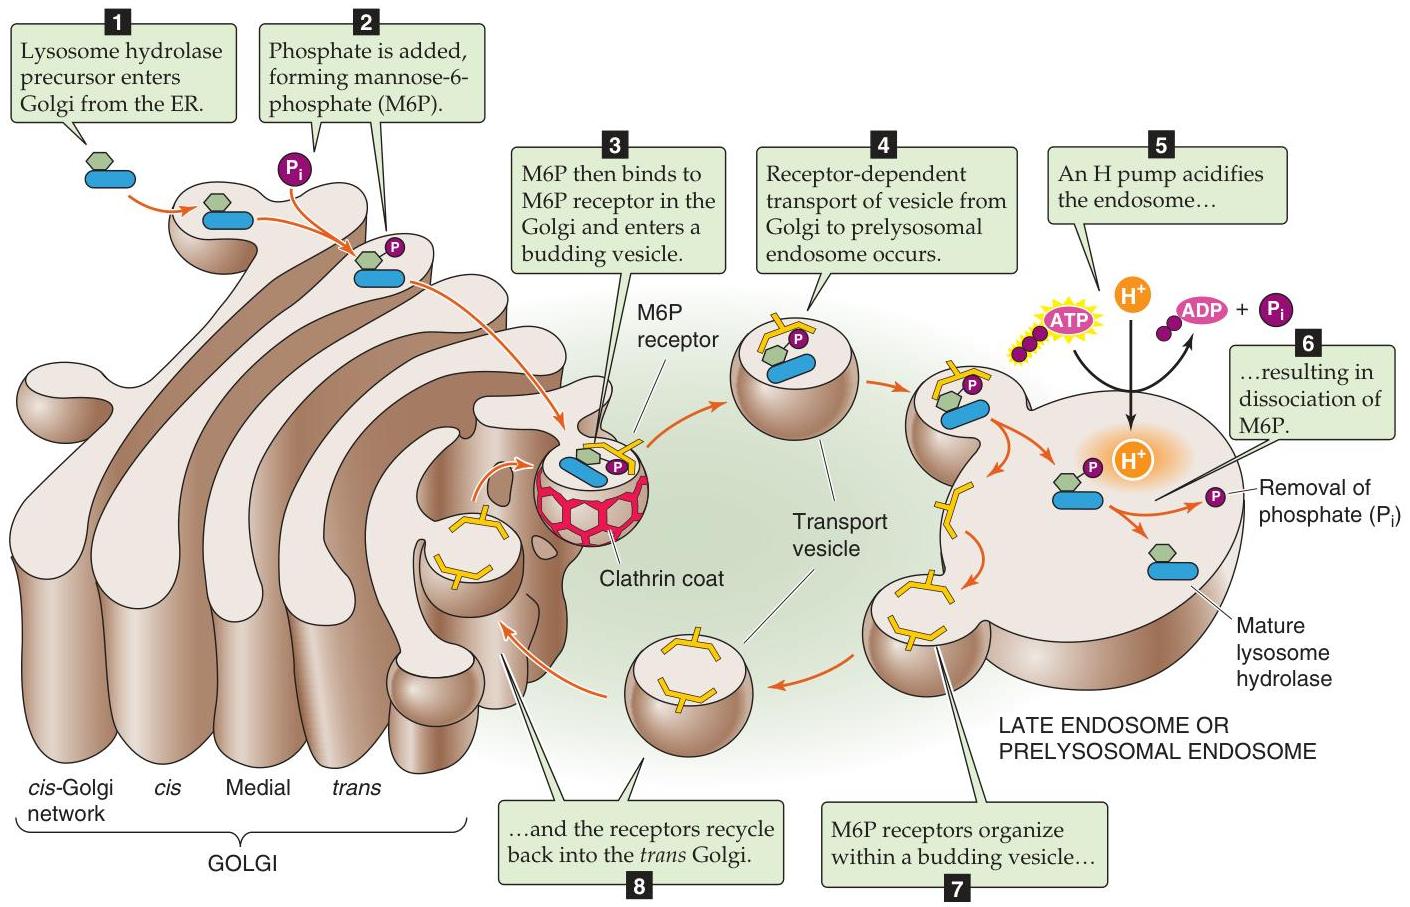 1
Lysosome hydrolase
precursor enters
Golgi from the ER.
2
Phosphate is added,
forming mannose-6-
phosphate (M6P).
Pi
P
3
M6P then binds to
M6P receptor in the
Golgi and enters a
budding vesicle.
M6P
receptor
P
Clathrin coat
4
Receptor-dependent
transport of vesicle from
Golgi to prelysosomal
endosome occurs.
P
Transport
vesicle
5
An H pump acidifies
the endosome…
H+
ATP
ADP + Pi
P
6
…resulting in
dissociation of
M6P.
H+
P
P
Removal of
phosphate (Pi)
Mature
lysosome
hydrolase
LATE ENDOSOME OR
PRELYSOSOMAL ENDOSOME
M6P receptors organize
within a budding vesicle…
7
…and the receptors recycle
back into the trans Golgi.
8
cis-Golgi
network
cis
Medial
trans
GOLGI